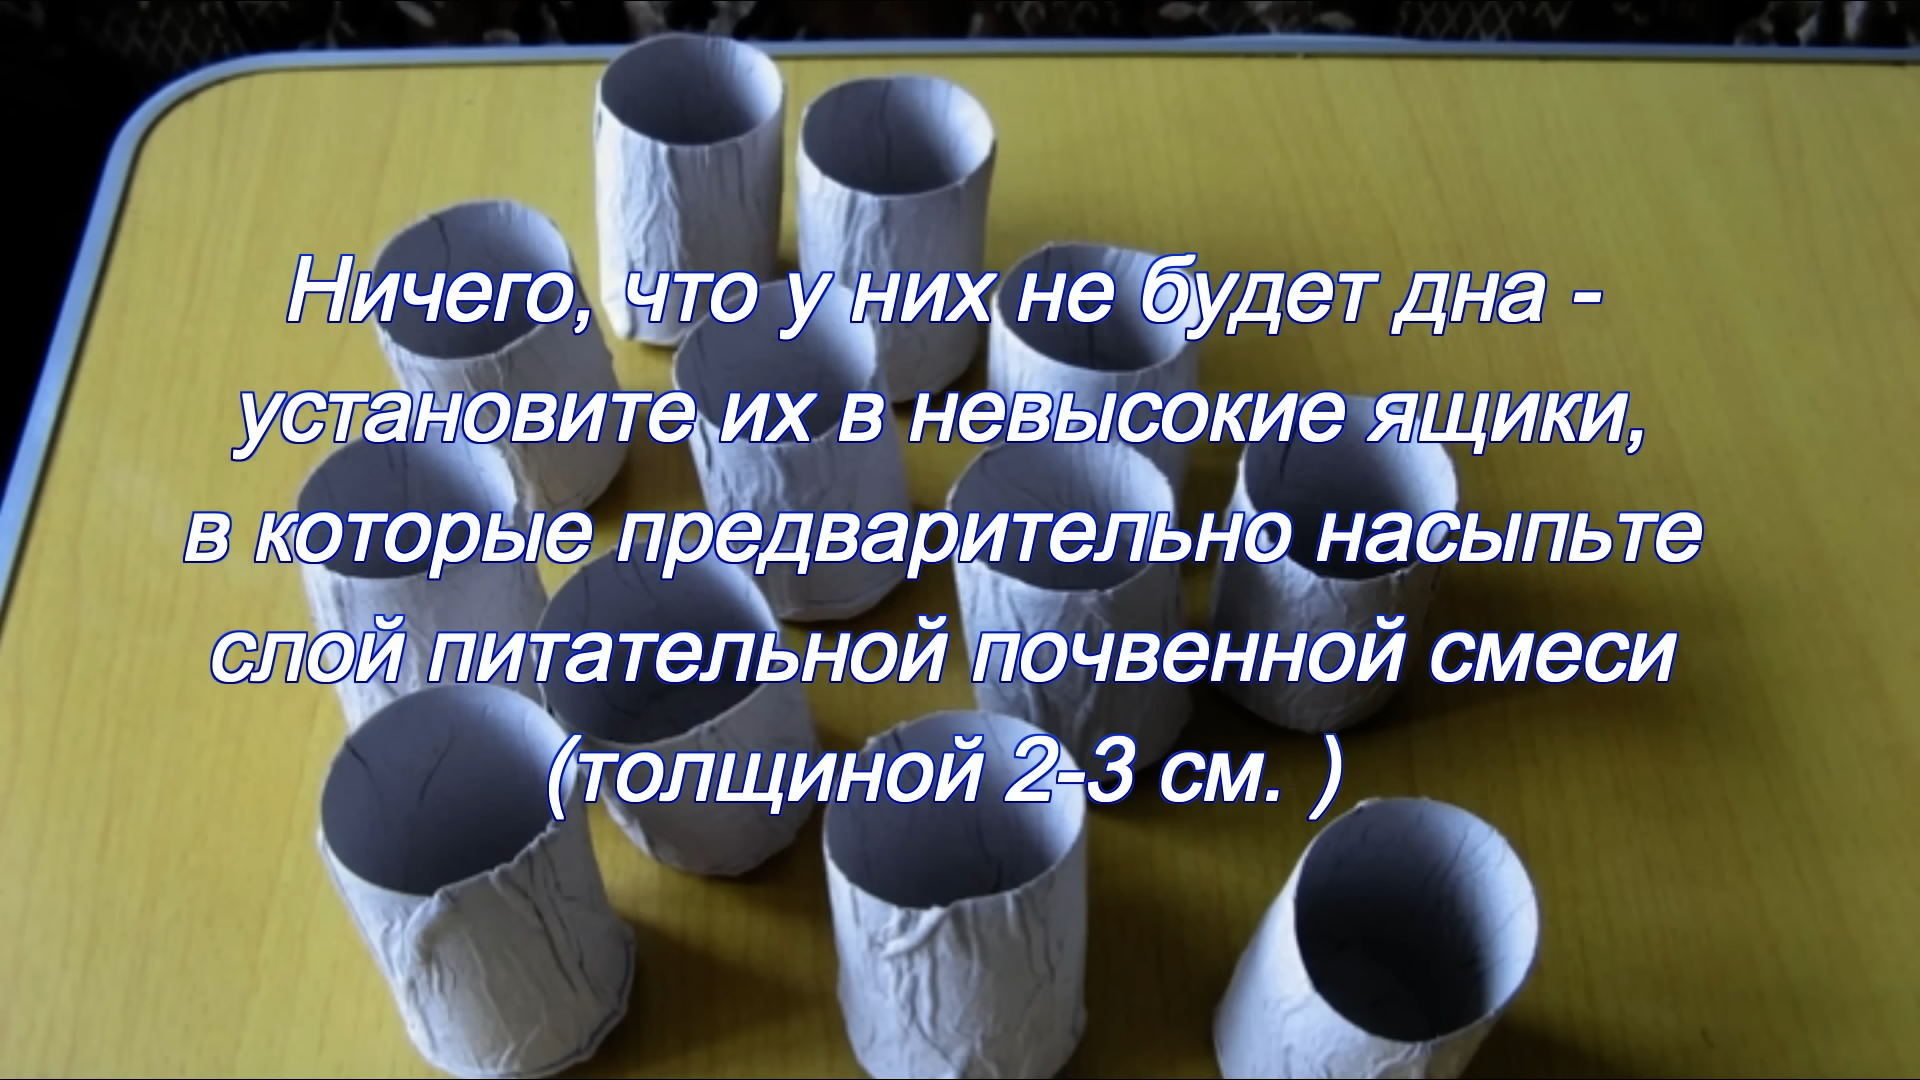 Ничего, что у них не будет дна -
установите их в невысокие ящики,
в которые предварительно насыпьте
слой питательной почвенной смеси
(толщиной 2-3 см. )